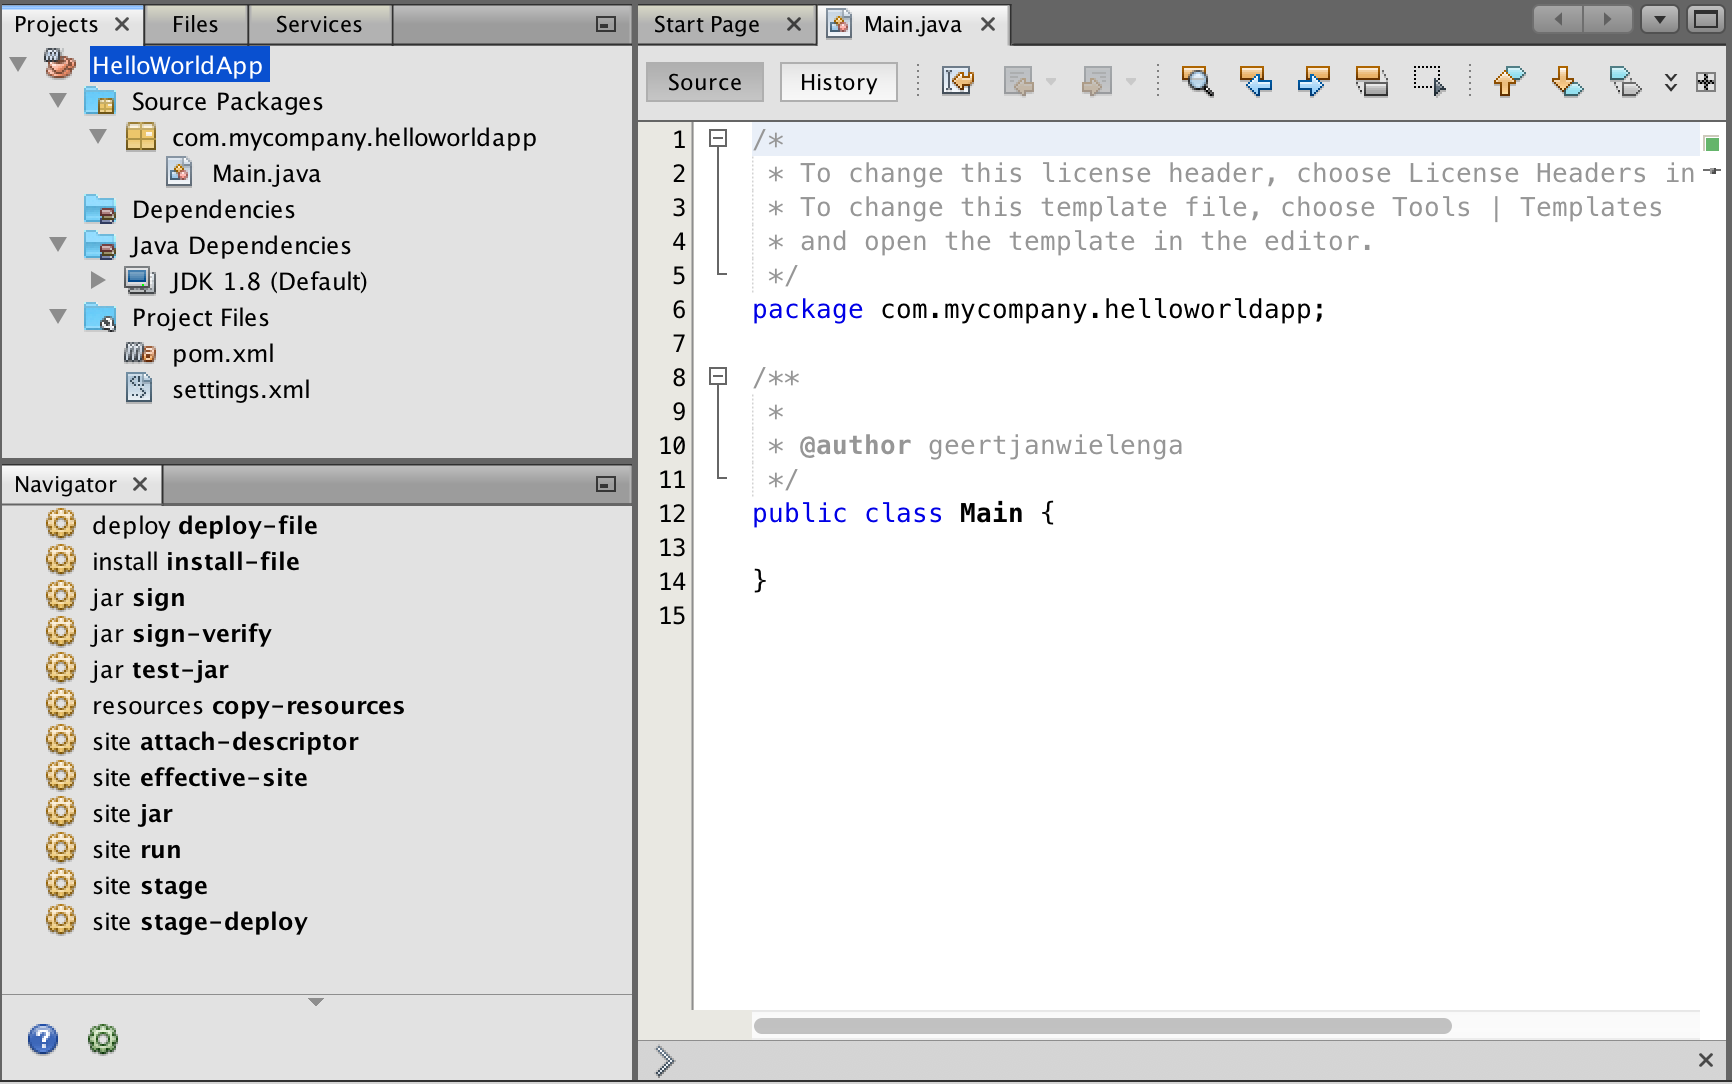 Projects
Files
Services
HelloWorldApp
Source Packages
com.mycompany.helloworldapp
Main.java
Dependencies
Java Dependencies
JDK 1.8 (Default)
Project Files
pom.xml
settings.xml
Navigator
deploy deploy-file
install install-file
jar sign
jar sign-verify
jar test-jar
resources copy-resources
site attach-descriptor
site effective-site
site jar
site run
site stage
site stage-deploy
Start Page
Main.java
Source
History
1 /*
2  * To change this license header, choose License Headers in
3  * To change this template file, choose Tools | Templates
4  * and open the template in the editor.
5  */
6 package com.mycompany.helloworldapp;
7
8 /**
9  *
10  * @author geertjanwielenga
11  */
12 public class Main {
13
14 }
15